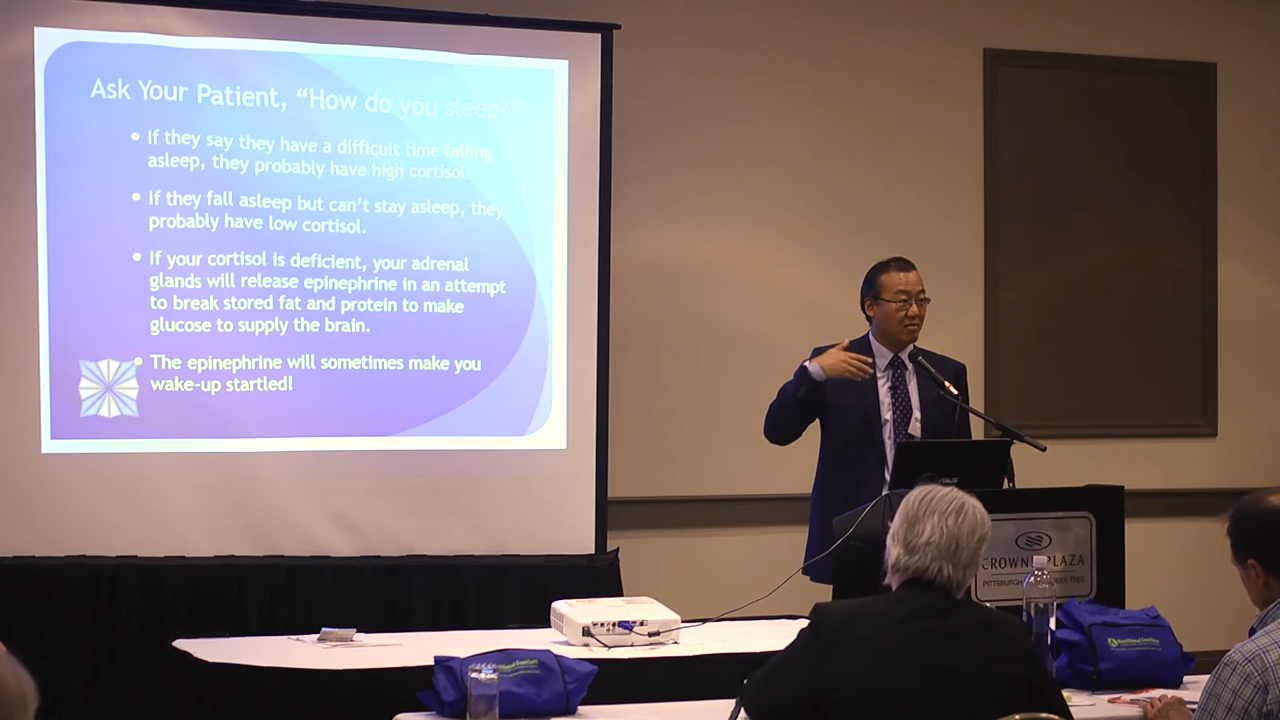 Ask Your Patient, “How do you sleep?”
• If they say they have a difficult time falling
asleep, they probably have high cortisol.
• If they fall asleep but can’t stay asleep, they
probably have low cortisol.
• If your cortisol is deficient, your adrenal
glands will release epinephrine in an attempt
to break stored fat and protein to make
glucose to supply the brain.
• The epinephrine will sometimes make you
wake-up startled!
ASUS
CROWNE PLAZA
PITTSBURGH GREEN TREE